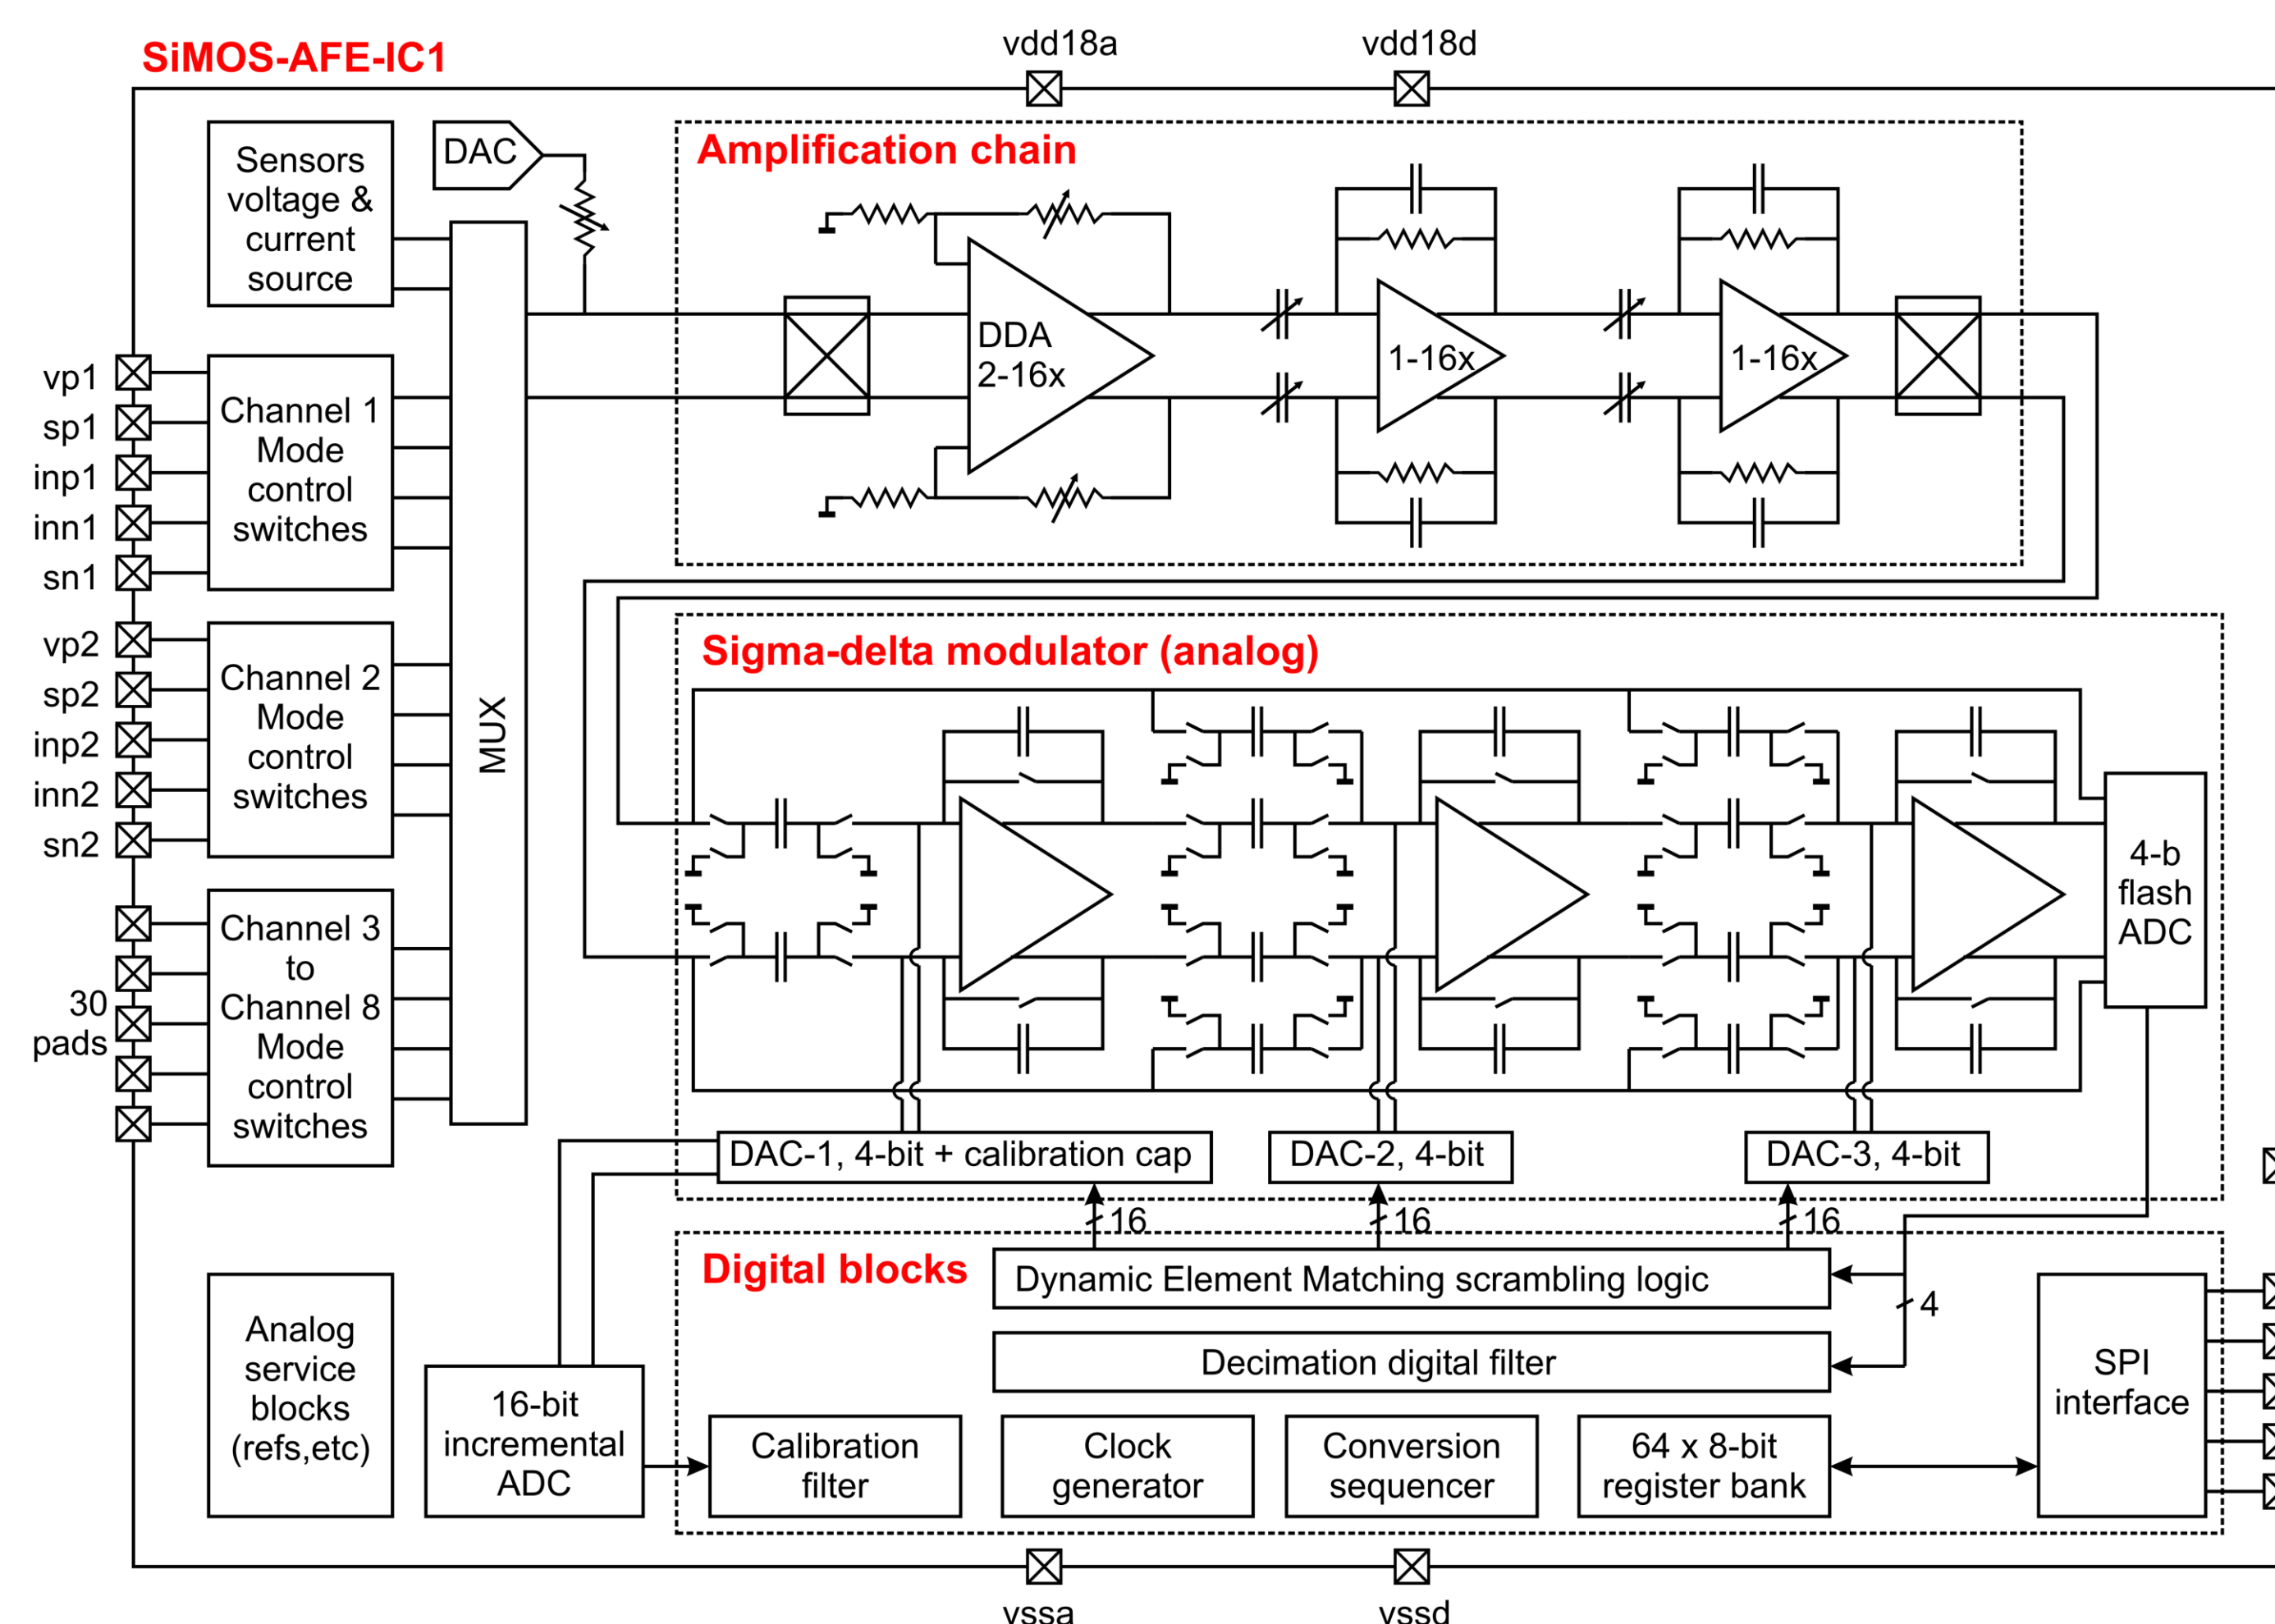 SiMOS-AFE-IC1
vdd18a
vdd18d
Sensors
voltage &
current
source
DAC
Amplification chain
DDA
2-16x
1-16x
1-16x
vp1
sp1
inp1
inn1
sn1
Channel 1
Mode
control
switches
vp2
sp2
inp2
inn2
sn2
Channel 2
Mode
control
switches
MUX
30
pads
Channel 3
to
Channel 8
Mode
control
switches
Sigma-delta modulator (analog)
4-b
flash
ADC
DAC-1, 4-bit + calibration cap
DAC-2, 4-bit
DAC-3, 4-bit
16
16
16
Digital blocks
Dynamic Element Matching scrambling logic
4
Decimation digital filter
Analog
service
blocks
(refs,etc)
16-bit
incremental
ADC
Calibration
filter
Clock
generator
Conversion
sequencer
64 x 8-bit
register bank
SPI
interface
vssa
vssd